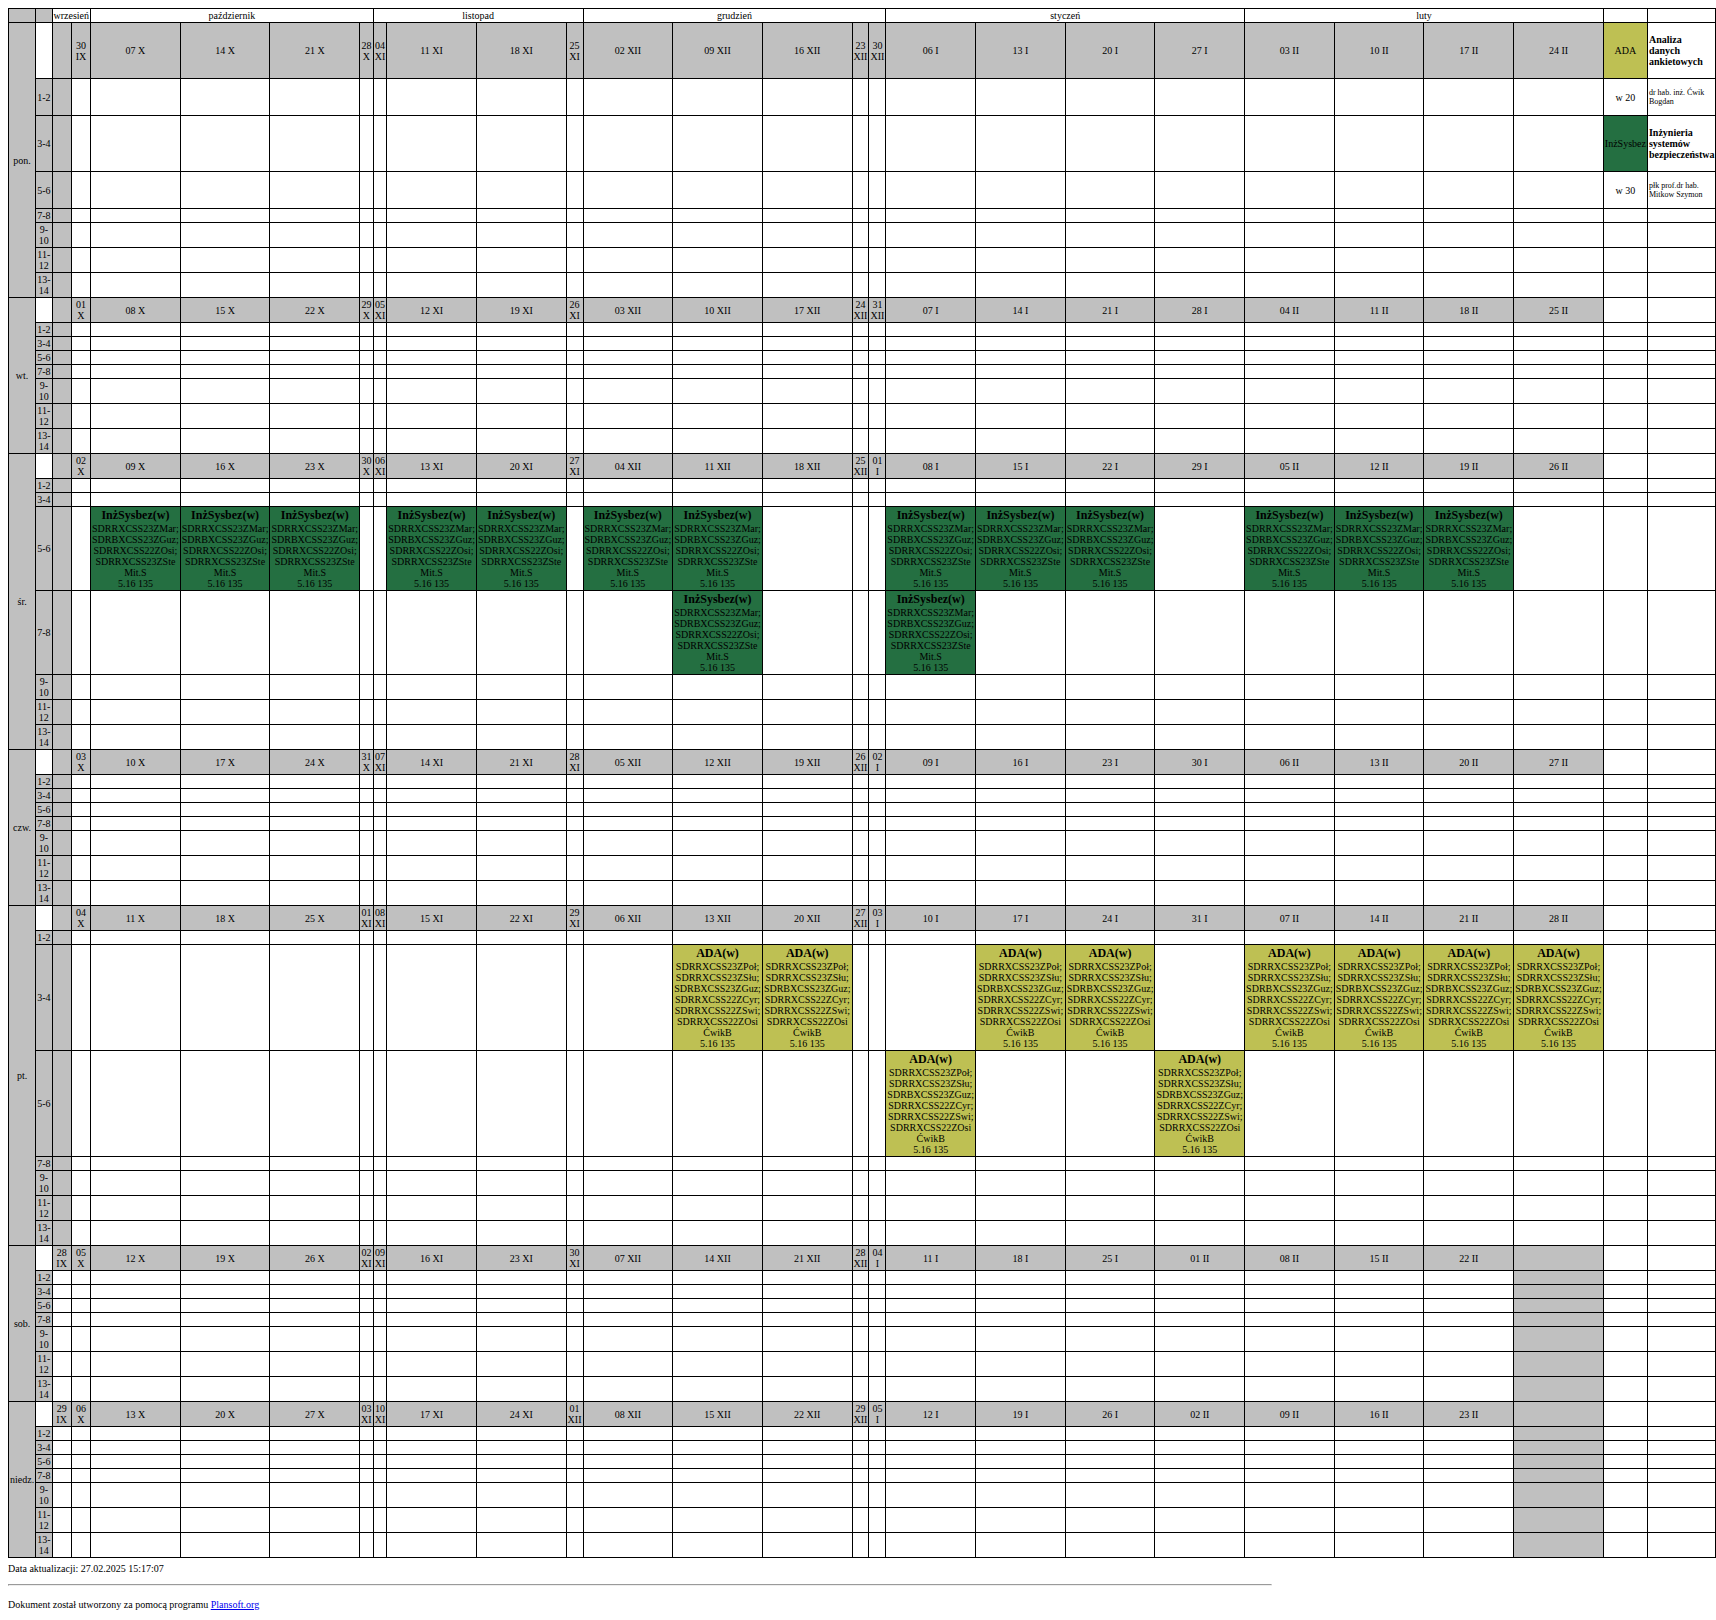 wrzesień październik listopad grudzień styczeń luty
pon.
30 IX 07 X 14 X 21 X 28 X 04 XI 11 XI 18 XI 25 XI 02 XII 09 XII 16 XII 23 XII 30 XII 06 I 13 I 20 I 27 I 03 II 10 II 17 II 24 II ADA Analiza danych ankietowych
1-2 w 20 dr hab. inż. Ćwik Bogdan
3-4 InżSysbez Inżynieria systemów bezpieczeństwa
5-6 w 30 płk prof.dr hab. Mitkow Szymon
7-8
9-10
11-12
13-14
wt.
01 X 08 X 15 X 22 X 29 X 05 XI 12 XI 19 XI 26 XI 03 XII 10 XII 17 XII 24 XII 31 XII 07 I 14 I 21 I 28 I 04 II 11 II 18 II 25 II
1-2
3-4
5-6
7-8
9-10
11-12
13-14
śr.
02 X 09 X 16 X 23 X 30 X 06 XI 13 XI 20 XI 27 XI 04 XII 11 XII 18 XII 25 XII 01 I 08 I 15 I 22 I 29 I 05 II 12 II 19 II 26 II
1-2
3-4
5-6
InżSysbez(w) InżSysbez(w) InżSysbez(w) InżSysbez(w) InżSysbez(w) InżSysbez(w) InżSysbez(w) InżSysbez(w) InżSysbez(w) InżSysbez(w) InżSysbez(w) InżSysbez(w) InżSysbez(w)
SDRRXCSS23ZMar; SDRRXCSS23ZMar; SDRRXCSS23ZMar; SDRRXCSS23ZMar; SDRRXCSS23ZMar; SDRRXCSS23ZMar; SDRRXCSS23ZMar; SDRRXCSS23ZMar; SDRRXCSS23ZMar; SDRRXCSS23ZMar; SDRRXCSS23ZMar; SDRRXCSS23ZMar; SDRRXCSS23ZMar;
SDRBXCSS23ZGuz; SDRBXCSS23ZGuz; SDRBXCSS23ZGuz; SDRBXCSS23ZGuz; SDRBXCSS23ZGuz; SDRBXCSS23ZGuz; SDRBXCSS23ZGuz; SDRBXCSS23ZGuz; SDRBXCSS23ZGuz; SDRBXCSS23ZGuz; SDRBXCSS23ZGuz; SDRBXCSS23ZGuz; SDRBXCSS23ZGuz;
SDRRXCSS22ZOsi; SDRRXCSS22ZOsi; SDRRXCSS22ZOsi; SDRRXCSS22ZOsi; SDRRXCSS22ZOsi; SDRRXCSS22ZOsi; SDRRXCSS22ZOsi; SDRRXCSS22ZOsi; SDRRXCSS22ZOsi; SDRRXCSS22ZOsi; SDRRXCSS22ZOsi; SDRRXCSS22ZOsi; SDRRXCSS22ZOsi;
SDRRXCSS23ZSte SDRRXCSS23ZSte SDRRXCSS23ZSte SDRRXCSS23ZSte SDRRXCSS23ZSte SDRRXCSS23ZSte SDRRXCSS23ZSte SDRRXCSS23ZSte SDRRXCSS23ZSte SDRRXCSS23ZSte SDRRXCSS23ZSte SDRRXCSS23ZSte SDRRXCSS23ZSte
Mit.S Mit.S Mit.S Mit.S Mit.S Mit.S Mit.S Mit.S Mit.S Mit.S Mit.S Mit.S Mit.S
5.16 135 5.16 135 5.16 135 5.16 135 5.16 135 5.16 135 5.16 135 5.16 135 5.16 135 5.16 135 5.16 135 5.16 135 5.16 135
7-8
InżSysbez(w) InżSysbez(w)
SDRRXCSS23ZMar; SDRRXCSS23ZMar;
SDRBXCSS23ZGuz; SDRBXCSS23ZGuz;
SDRRXCSS22ZOsi; SDRRXCSS22ZOsi;
SDRRXCSS23ZSte SDRRXCSS23ZSte
Mit.S Mit.S
5.16 135 5.16 135
9-10
11-12
13-14
czw.
03 X 10 X 17 X 24 X 31 X 07 XI 14 XI 21 XI 28 XI 05 XII 12 XII 19 XII 26 XII 02 I 09 I 16 I 23 I 30 I 06 II 13 II 20 II 27 II
1-2
3-4
5-6
7-8
9-10
11-12
13-14
pt.
04 X 11 X 18 X 25 X 01 XI 08 XI 15 XI 22 XI 29 XI 06 XII 13 XII 20 XII 27 XII 03 I 10 I 17 I 24 I 31 I 07 II 14 II 21 II 28 II
1-2
3-4
ADA(w) ADA(w) ADA(w) ADA(w) ADA(w) ADA(w) ADA(w) ADA(w)
SDRRXCSS23ZPoł; SDRRXCSS23ZPoł; SDRRXCSS23ZPoł; SDRRXCSS23ZPoł; SDRRXCSS23ZPoł; SDRRXCSS23ZPoł; SDRRXCSS23ZPoł; SDRRXCSS23ZPoł;
SDRRXCSS23ZSłu; SDRRXCSS23ZSłu; SDRRXCSS23ZSłu; SDRRXCSS23ZSłu; SDRRXCSS23ZSłu; SDRRXCSS23ZSłu; SDRRXCSS23ZSłu; SDRRXCSS23ZSłu;
SDRBXCSS23ZGuz; SDRBXCSS23ZGuz; SDRBXCSS23ZGuz; SDRBXCSS23ZGuz; SDRBXCSS23ZGuz; SDRBXCSS23ZGuz; SDRBXCSS23ZGuz; SDRBXCSS23ZGuz;
SDRRXCSS22ZCyr; SDRRXCSS22ZCyr; SDRRXCSS22ZCyr; SDRRXCSS22ZCyr; SDRRXCSS22ZCyr; SDRRXCSS22ZCyr; SDRRXCSS22ZCyr; SDRRXCSS22ZCyr;
SDRRXCSS22ZSwi; SDRRXCSS22ZSwi; SDRRXCSS22ZSwi; SDRRXCSS22ZSwi; SDRRXCSS22ZSwi; SDRRXCSS22ZSwi; SDRRXCSS22ZSwi; SDRRXCSS22ZSwi;
SDRRXCSS22ZOsi SDRRXCSS22ZOsi SDRRXCSS22ZOsi SDRRXCSS22ZOsi SDRRXCSS22ZOsi SDRRXCSS22ZOsi SDRRXCSS22ZOsi SDRRXCSS22ZOsi
ĆwikB ĆwikB ĆwikB ĆwikB ĆwikB ĆwikB ĆwikB ĆwikB
5.16 135 5.16 135 5.16 135 5.16 135 5.16 135 5.16 135 5.16 135 5.16 135
5-6
ADA(w) ADA(w)
SDRRXCSS23ZPoł; SDRRXCSS23ZPoł;
SDRRXCSS23ZSłu; SDRRXCSS23ZSłu;
SDRBXCSS23ZGuz; SDRBXCSS23ZGuz;
SDRRXCSS22ZCyr; SDRRXCSS22ZCyr;
SDRRXCSS22ZSwi; SDRRXCSS22ZSwi;
SDRRXCSS22ZOsi SDRRXCSS22ZOsi
ĆwikB ĆwikB
5.16 135 5.16 135
7-8
9-10
11-12
13-14
sob.
28 IX 05 X 12 X 19 X 26 X 02 XI 09 XI 16 XI 23 XI 30 XI 07 XII 14 XII 21 XII 28 XII 04 I 11 I 18 I 25 I 01 II 08 II 15 II 22 II
1-2
3-4
5-6
7-8
9-10
11-12
13-14
niedz.
29 IX 06 X 13 X 20 X 27 X 03 XI 10 XI 17 XI 24 XI 01 XII 08 XII 15 XII 22 XII 29 XII 05 I 12 I 19 I 26 I 02 II 09 II 16 II 23 II
1-2
3-4
5-6
7-8
9-10
11-12
13-14
Data aktualizacji: 27.02.2025 15:17:07
Dokument został utworzony za pomocą programu Plansoft.org